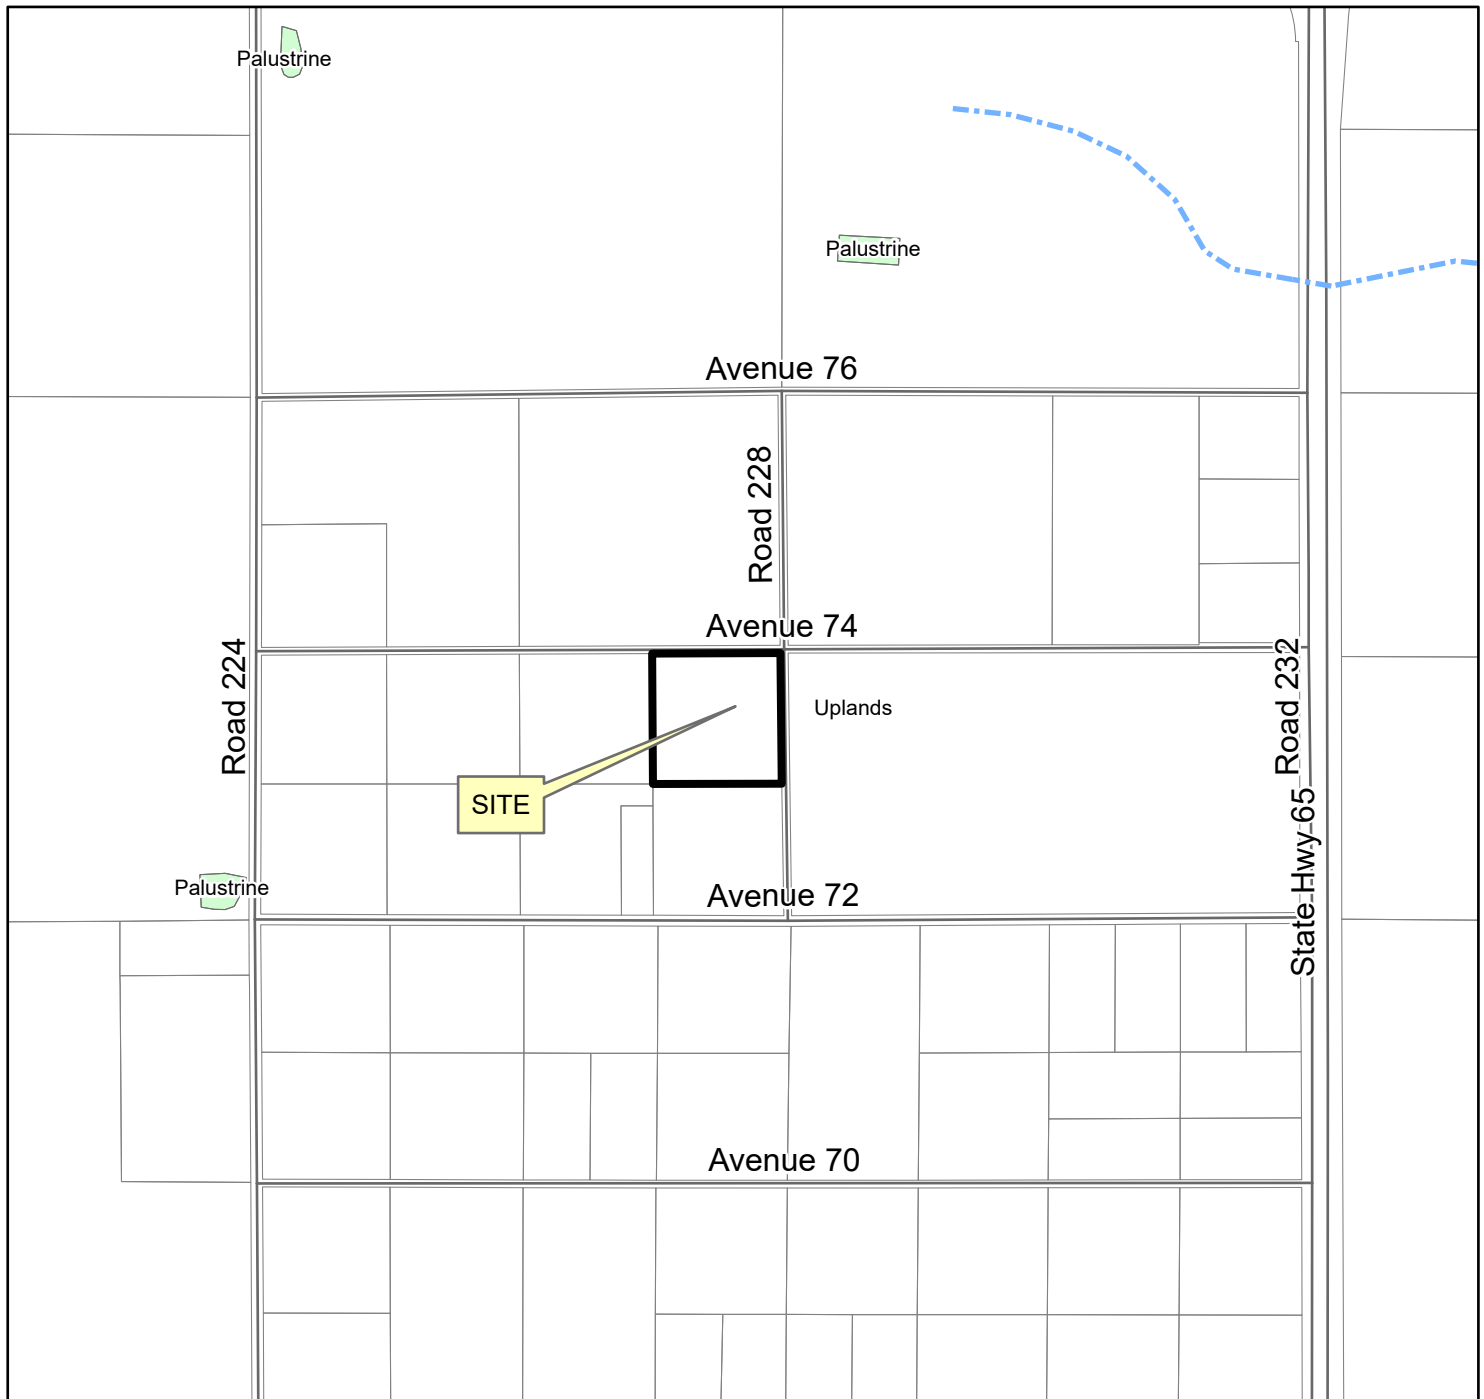 Palustrine
Palustrine
Avenue 76
Road 228
Avenue 74
Road 224
Road 232
Uplands
SITE
State Hwy 65
Palustrine
Avenue 72
Avenue 70